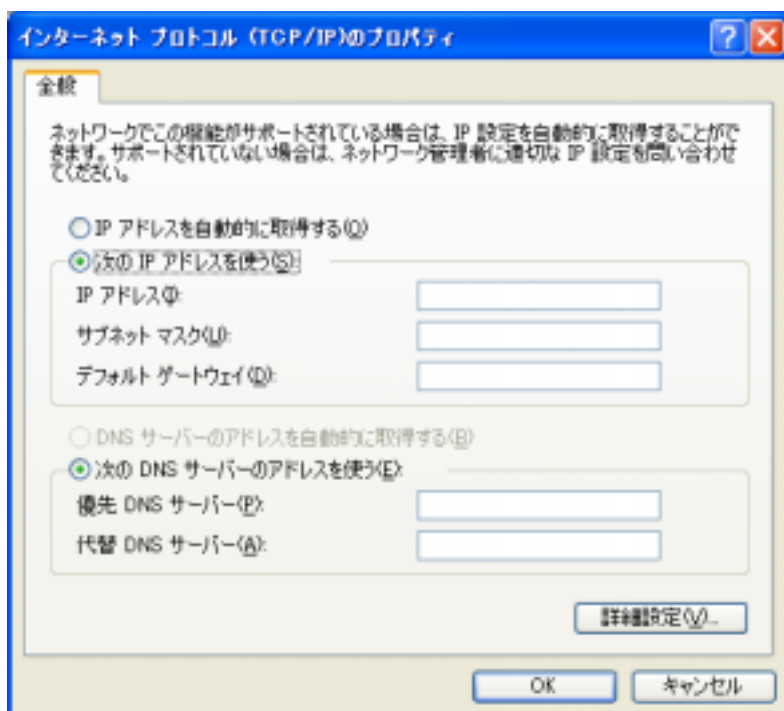 インターネット プロトコル (TCP/IP)のプロパティ
全般
ネットワークでこの機能がサポートされている場合は、IP 設定を自動的に取得することがで
きます。サポートされていない場合は、ネットワーク管理者に適切な IP 設定を問い合わせ
てください。
IP アドレスを自動的に取得する(O)
次の IP アドレスを使う(S):
IP アドレス(I):
サブネット マスク(U):
デフォルト ゲートウェイ(D):
DNS サーバーのアドレスを自動的に取得する(B)
次の DNS サーバーのアドレスを使う(E):
優先 DNS サーバー(P):
代替 DNS サーバー(A):
詳細設定(V)...
OK
キャンセル